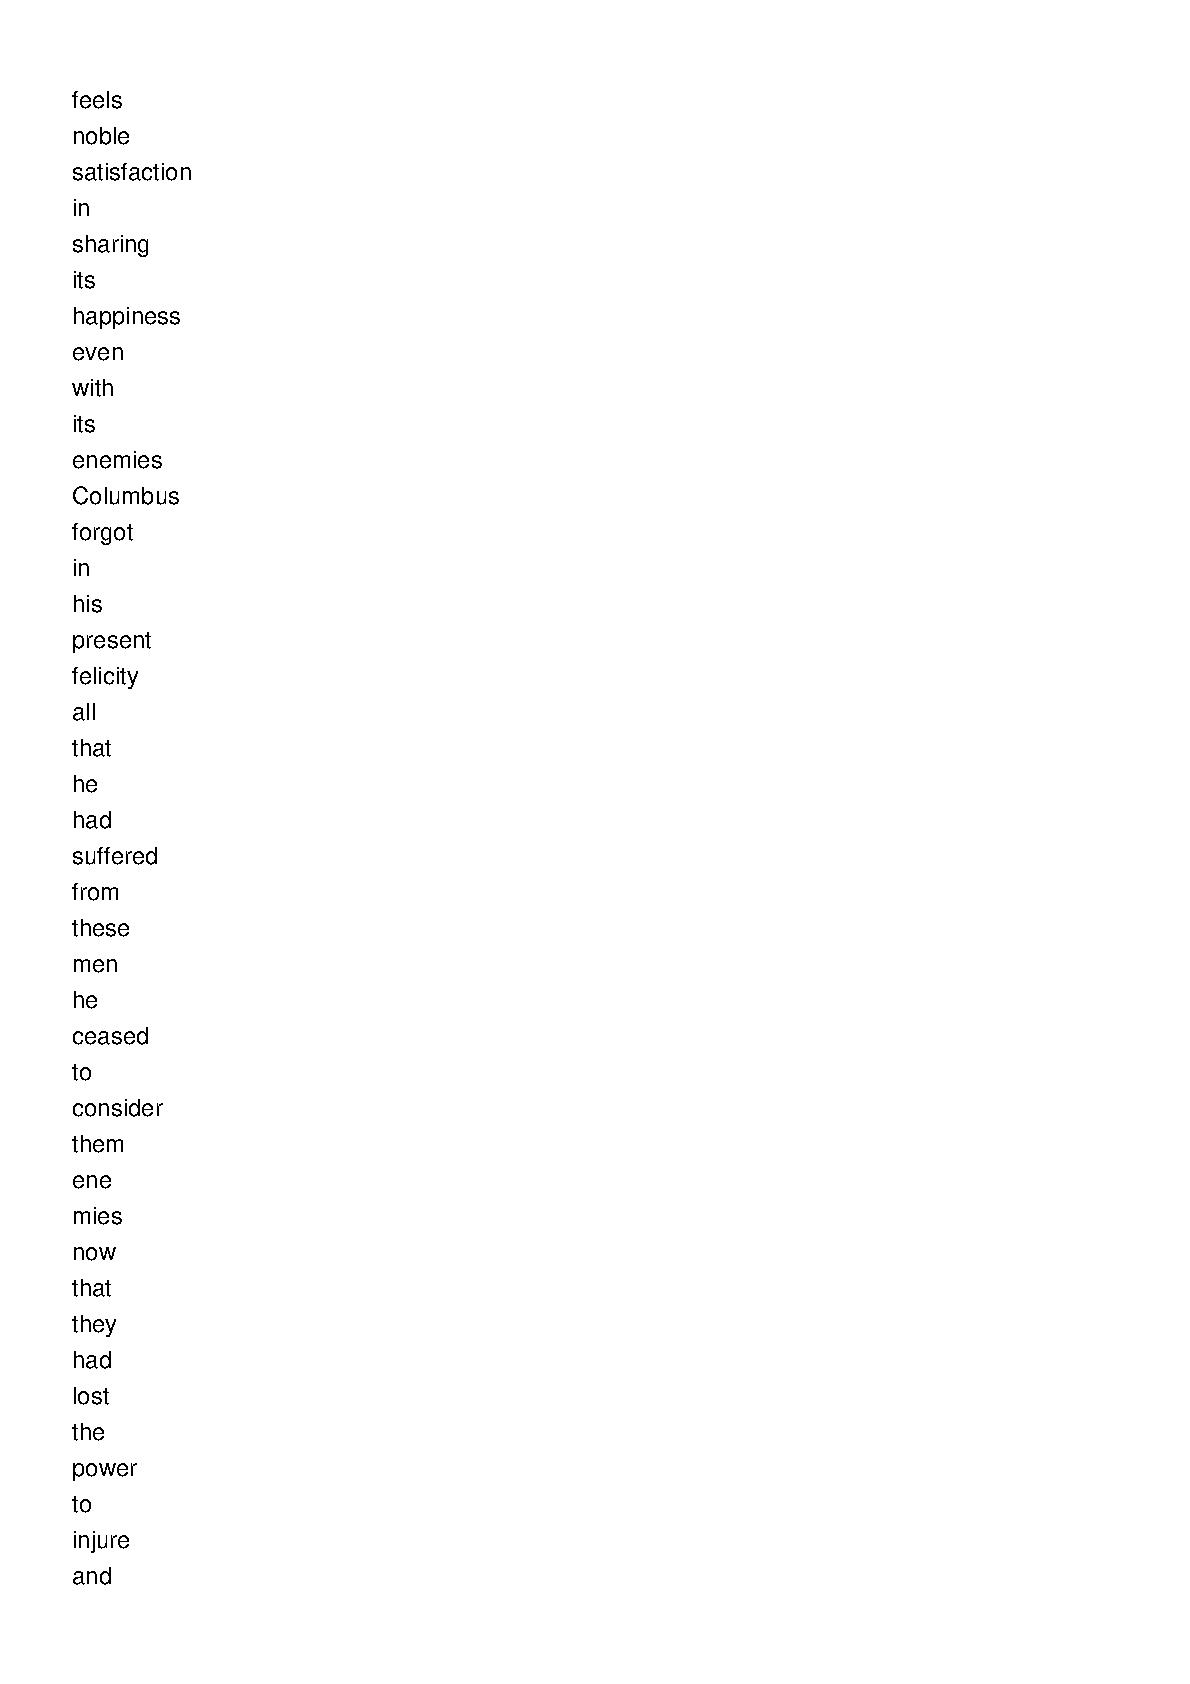 feels
noble
satisfaction
in
sharing
its
happiness
even
with
its
enemies
Columbus
forgot
in
his
present
felicity
all
that
he
had
suffered
from
these
men
he
ceased
to
consider
them
ene
mies
now
that
they
had
lost
the
power
to
injure
and